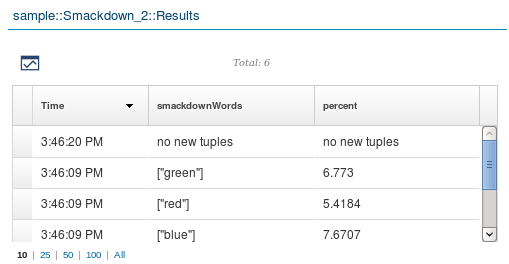 sample::Smackdown_2::Results
Total: 6
Time smackdownWords percent
3:46:20 PM no new tuples no new tuples
3:46:09 PM ["green"] 6.773
3:46:09 PM ["red"] 5.4184
3:46:09 PM ["blue"] 7.6707
10 | 25 | 50 | 100 | All